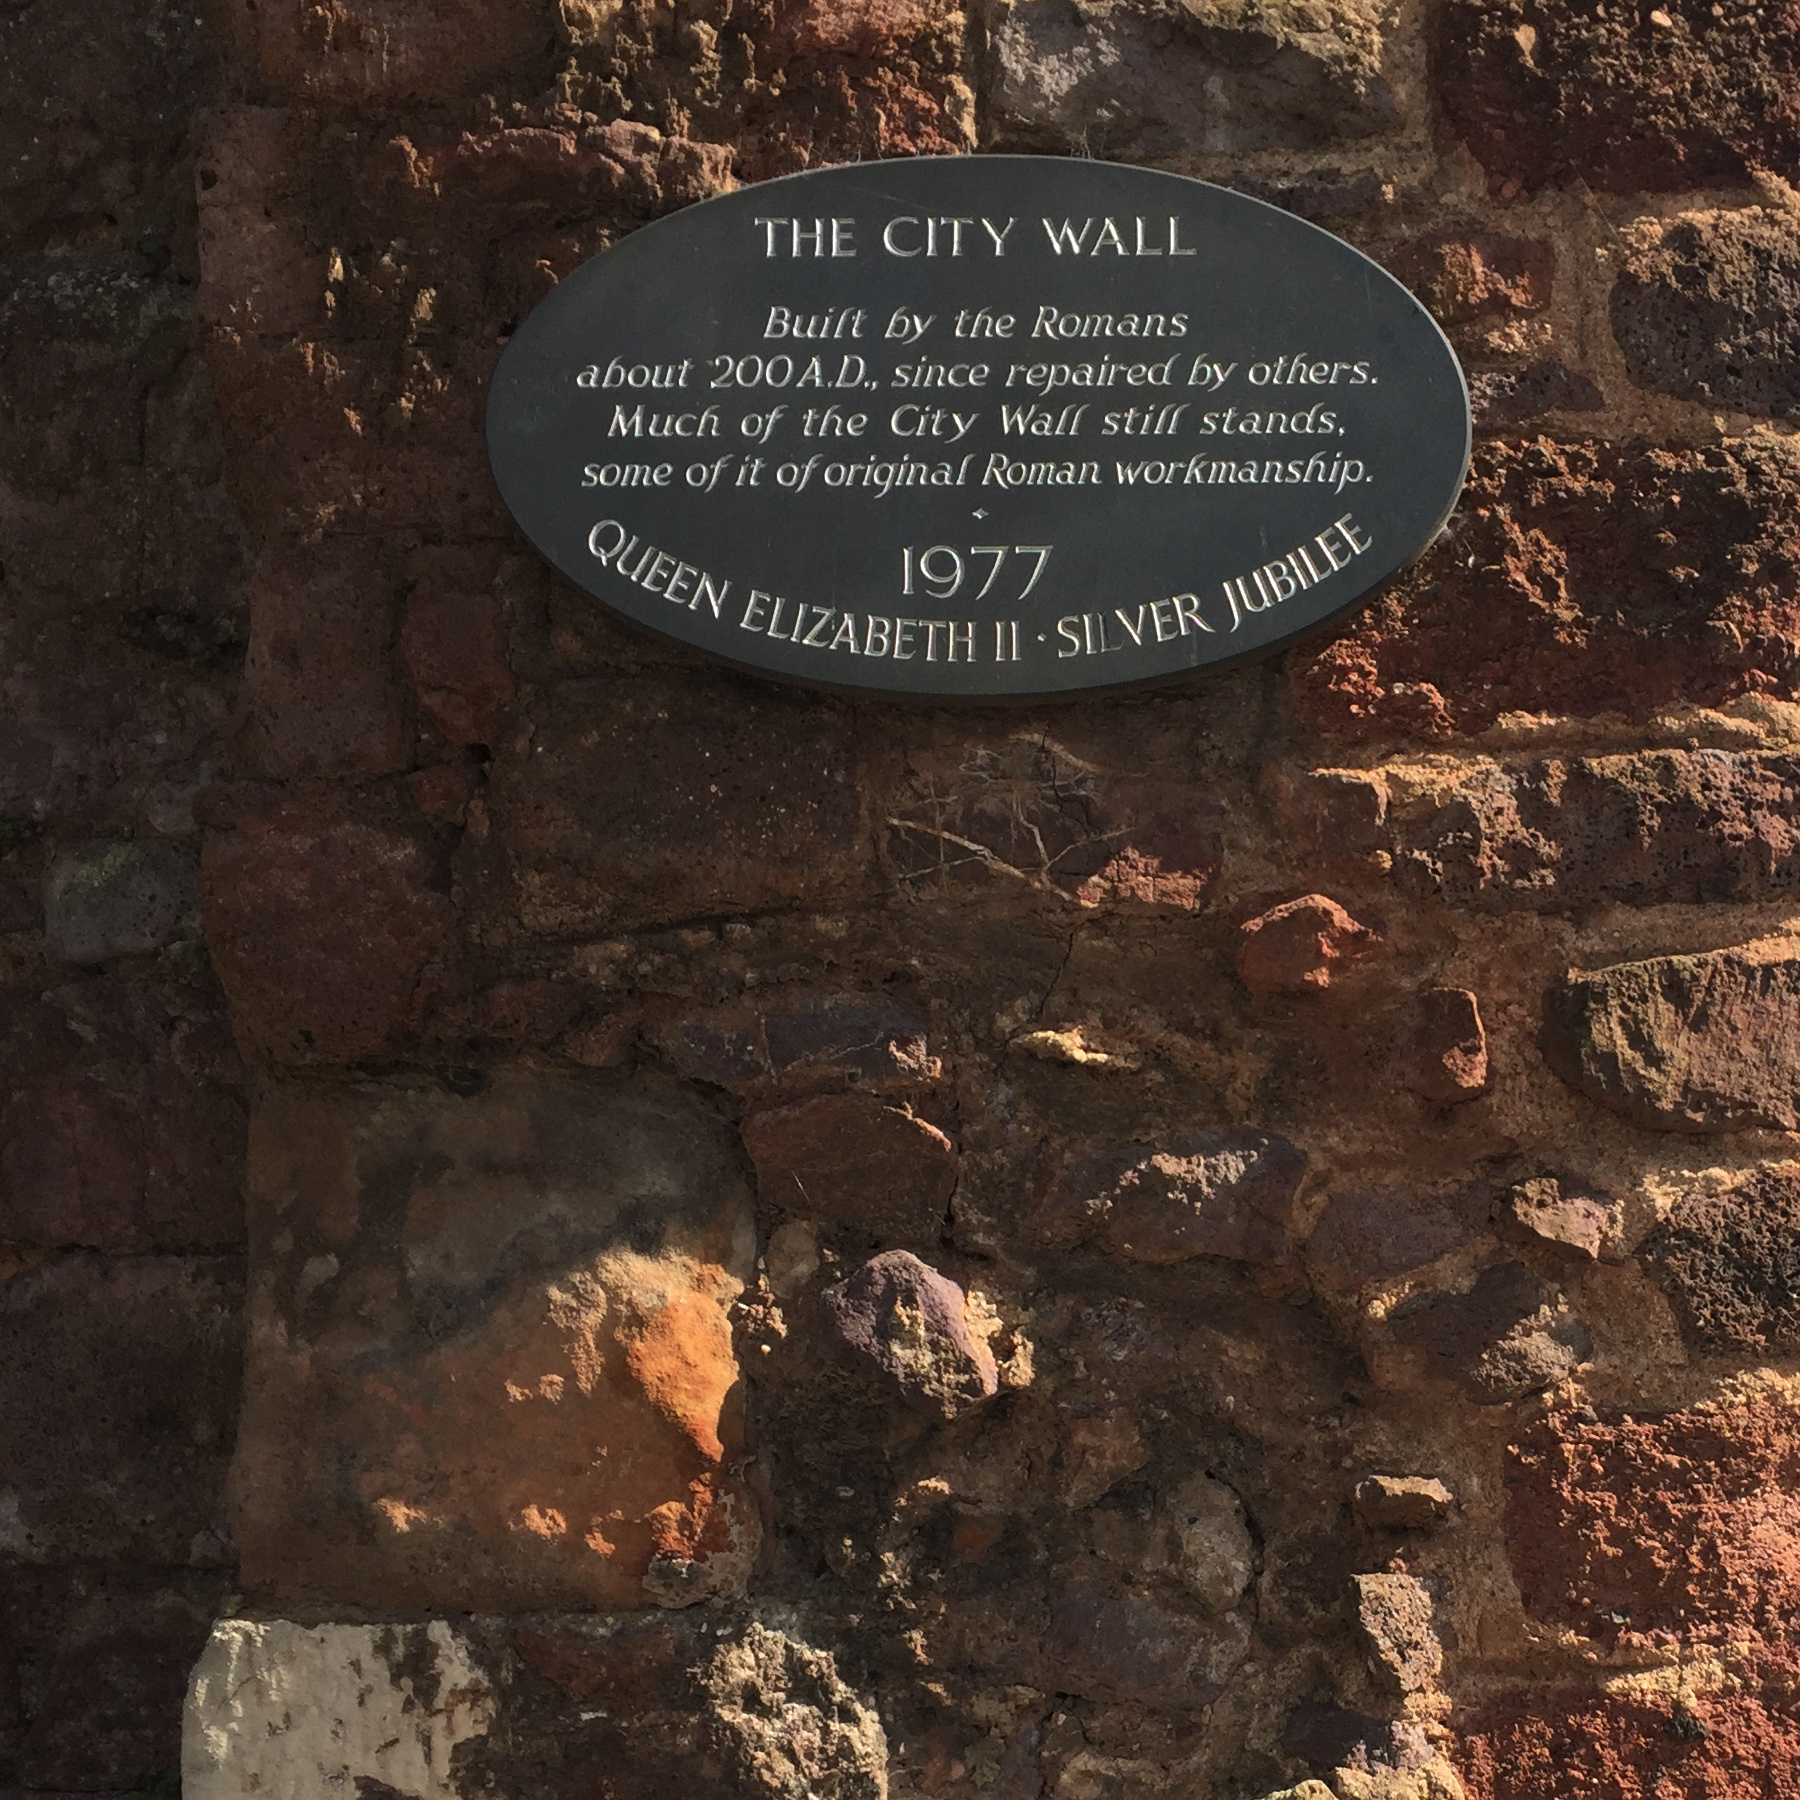 THE CITY WALL
Built by the Romans
about 200 A.D., since repaired by others.
Much of the City Wall still stands,
some of it of original Roman workmanship.
1977
QUEEN ELIZABETH II · SILVER JUBILEE